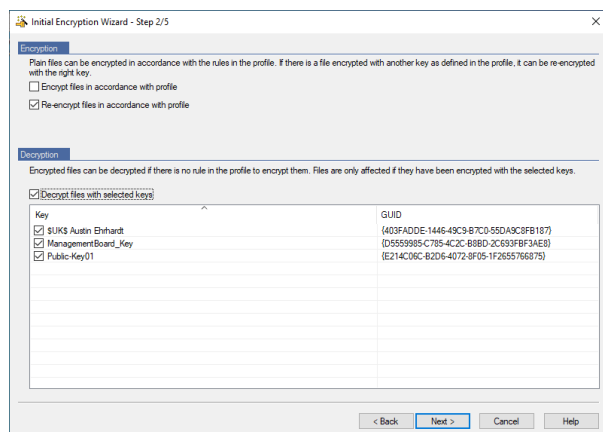 Initial Encryption Wizard - Step 2/5
Encryption
Plain files can be encrypted in accordance with the rules in the profile. If there is a file encrypted with another key as defined in the profile, it can be re-encrypted
with the right key.
Encrypt files in accordance with profile
Re-encrypt files in accordance with profile
Decryption
Encrypted files can be decrypted if there is no rule in the profile to encrypt them. Files are only affected if they have been encrypted with the selected keys.
Decrypt files with selected keys
Key GUID
$UK$ Austin Ehrhardt {403FADDE-1446-49C9-B7C0-55DA9C8FB187}
ManagementBoard_Key {D5559985-C785-4C2C-B8BD-2C693FBF3AE8}
Public-Key01 {E214C06C-B2D6-4072-8F05-1F2655766875}
< Back Next > Cancel Help